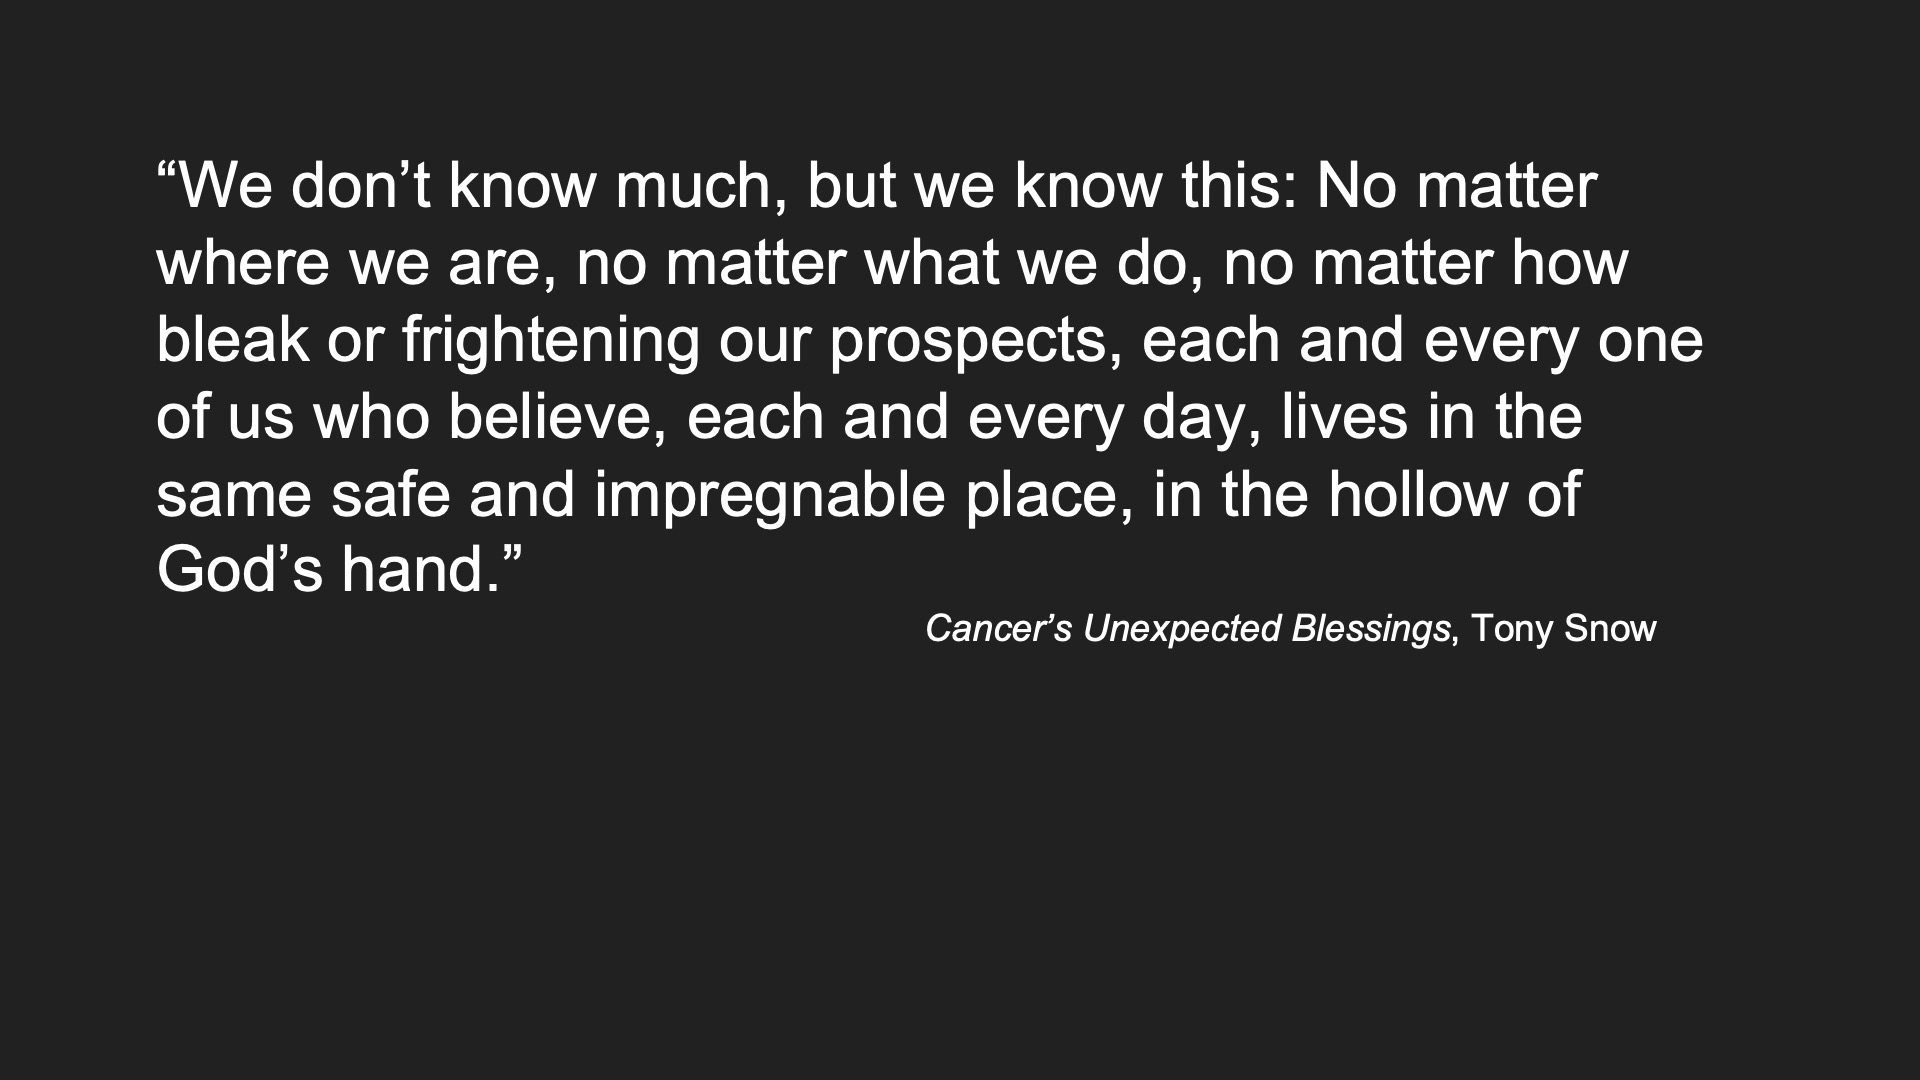 “We don’t know much, but we know this: No matter
where we are, no matter what we do, no matter how
bleak or frightening our prospects, each and every one
of us who believe, each and every day, lives in the
same safe and impregnable place, in the hollow of
God’s hand.”
Cancer’s Unexpected Blessings, Tony Snow